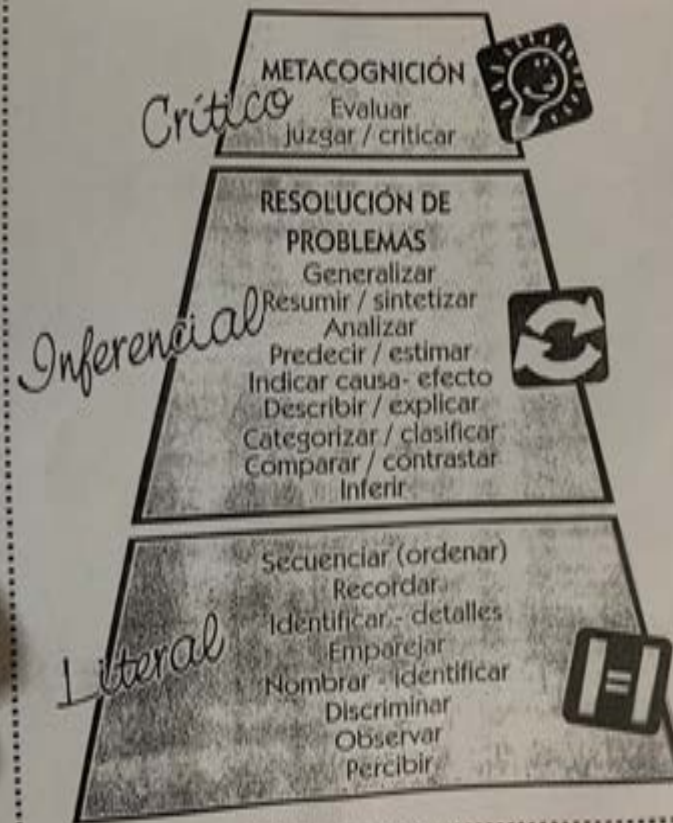 Crítico
METACOGNICIÓN
Evaluar
juzgar / criticar
Inferencial
RESOLUCIÓN DE
PROBLEMAS
Generalizar
Resumir / sintetizar
Analizar
Predecir / estimar
Indicar causa- efecto
Describir / explicar
Categorizar / clasificar
Comparar / contrastar
Inferir
Literal
Secuenciar (ordenar)
Recordar
Identificar - detalles
Emparejar
Nombrar - identificar
Discriminar
Observar
Percibir
=